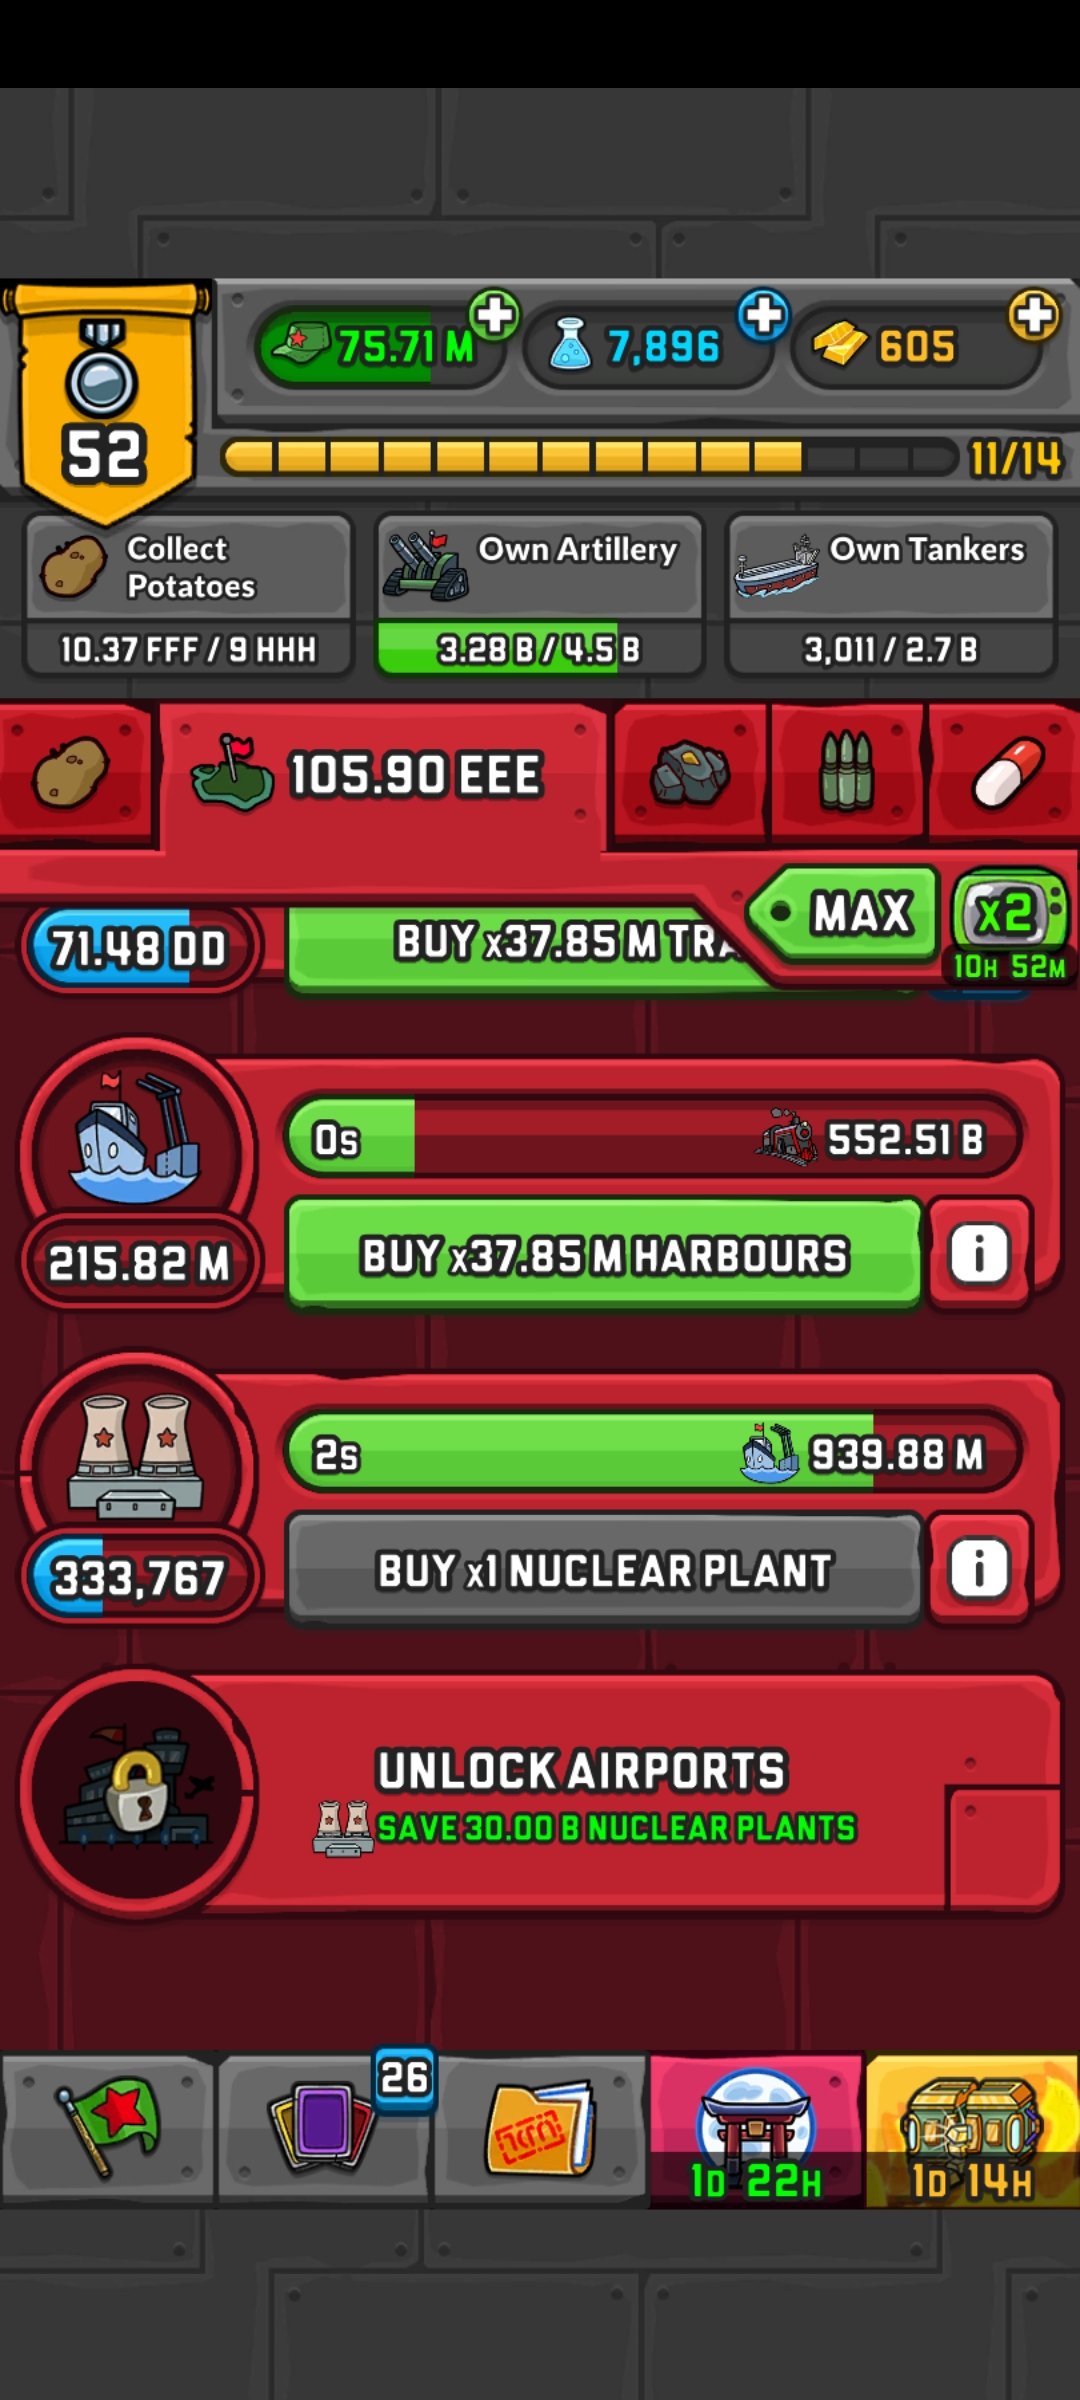 75.71 M
7,896
605
52
11/14
Collect
Potatoes
Own Artillery
Own Tankers
10.37 FFF / 9 HHH
3.28 B / 4.5 B
3,011 / 2.7 B
105.90 EEE
MAX
x2
10H 52M
71.48 DD
BUY x37.85 M TRA
0s
552.51 B
215.82 M
BUY x37.85 M HARBOURS
i
2s
939.88 M
333,767
BUY x1 NUCLEAR PLANT
i
UNLOCK AIRPORTS
SAVE 30.00 B NUCLEAR PLANTS
26
1D 22H
1D 14H